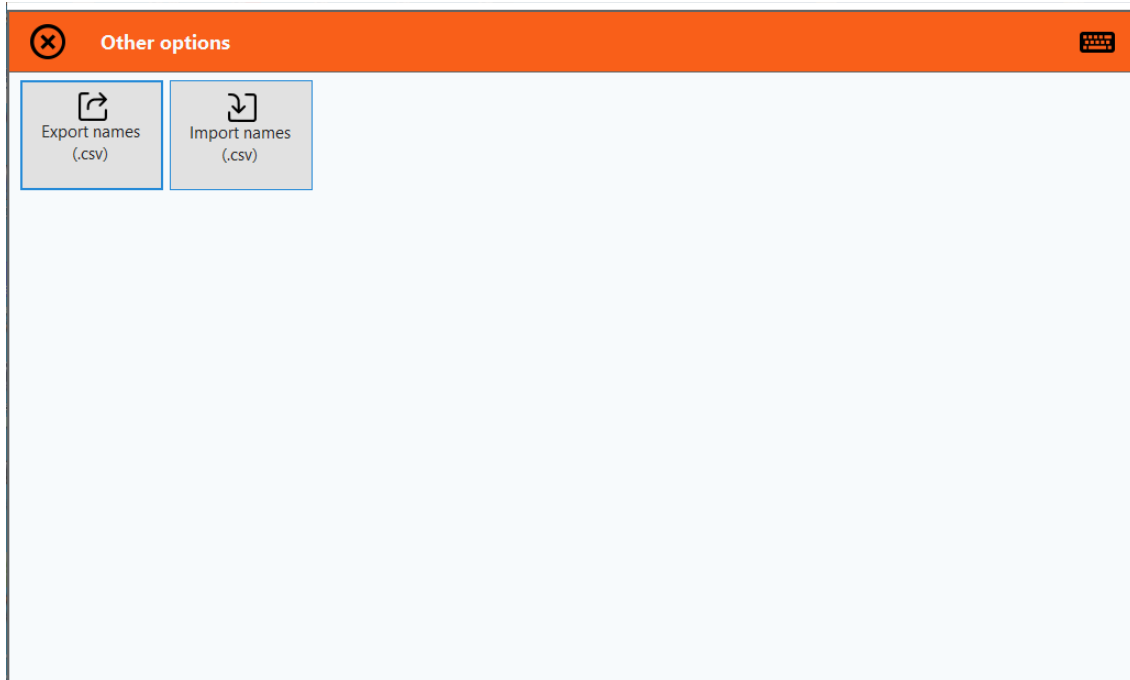 Other options
Export names
(.csv)
Import names
(.csv)